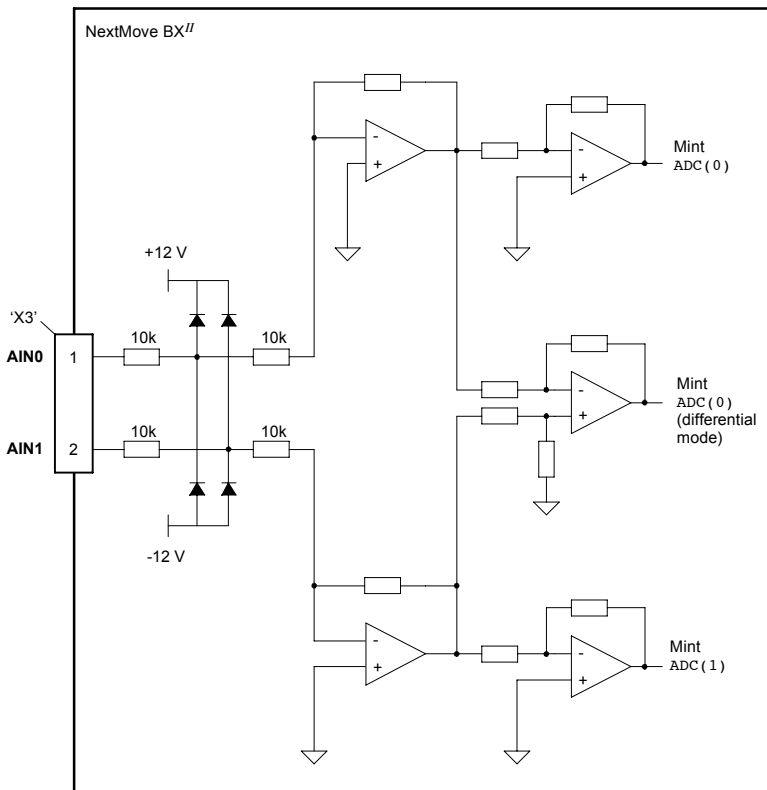 NextMove BXII
Mint
ADC(0)
+12 V
'X3'
10k
10k
AIN0
1
Mint
ADC(0)
(differential
mode)
10k
10k
AIN1
2
-12 V
Mint
ADC(1)
-
+
-
+
-
+
-
+
-
+